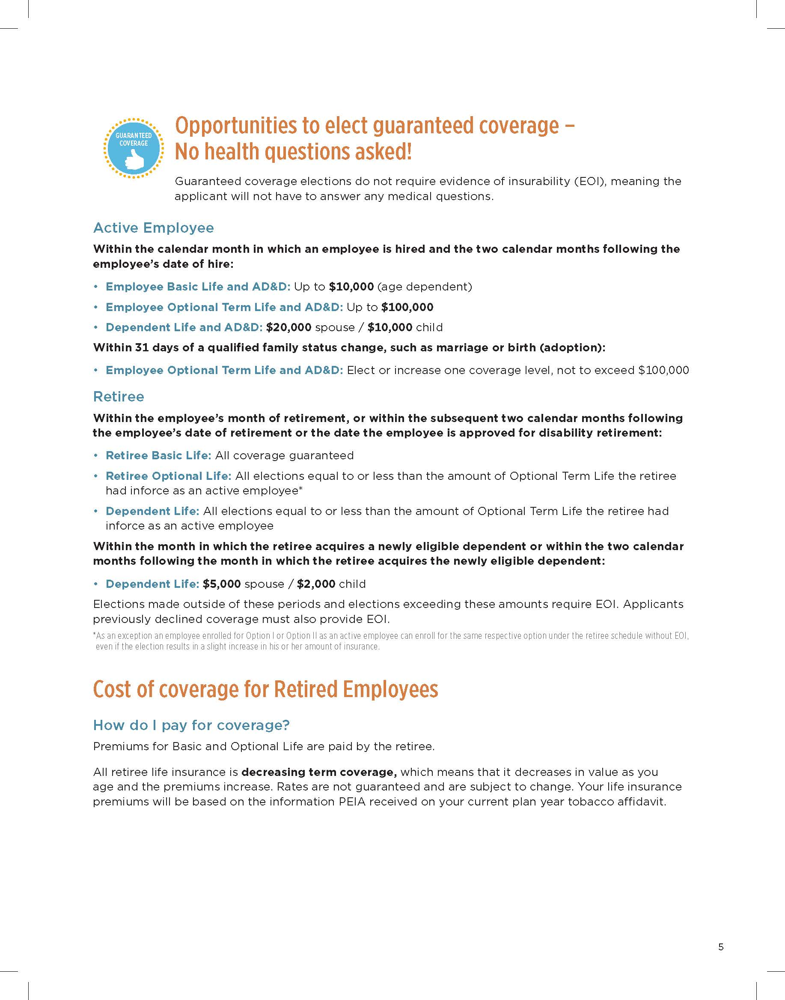 GUARANTEED
COVERAGE
Opportunities to elect guaranteed coverage –
No health questions asked!
Guaranteed coverage elections do not require evidence of insurability (EOI), meaning the
applicant will not have to answer any medical questions.
Active Employee
Within the calendar month in which an employee is hired and the two calendar months following the
employee’s date of hire:
• Employee Basic Life and AD&D: Up to $10,000 (age dependent)
• Employee Optional Term Life and AD&D: Up to $100,000
• Dependent Life and AD&D: $20,000 spouse / $10,000 child
Within 31 days of a qualified family status change, such as marriage or birth (adoption):
• Employee Optional Term Life and AD&D: Elect or increase one coverage level, not to exceed $100,000
Retiree
Within the employee’s month of retirement, or within the subsequent two calendar months following
the employee’s date of retirement or the date the employee is approved for disability retirement:
• Retiree Basic Life: All coverage guaranteed
• Retiree Optional Life: All elections equal to or less than the amount of Optional Term Life the retiree
had inforce as an active employee*
• Dependent Life: All elections equal to or less than the amount of Optional Term Life the retiree had
inforce as an active employee
Within the month in which the retiree acquires a newly eligible dependent or within the two calendar
months following the month in which the retiree acquires the newly eligible dependent:
• Dependent Life: $5,000 spouse / $2,000 child
Elections made outside of these periods and elections exceeding these amounts require EOI. Applicants
previously declined coverage must also provide EOI.
*As an exception an employee enrolled for Option I or Option II as an active employee can enroll for the same respective option under the retiree schedule without EOI,
even if the election results in a slight increase in his or her amount of insurance.
Cost of coverage for Retired Employees
How do I pay for coverage?
Premiums for Basic and Optional Life are paid by the retiree.
All retiree life insurance is decreasing term coverage, which means that it decreases in value as you
age and the premiums increase. Rates are not guaranteed and are subject to change. Your life insurance
premiums will be based on the information PEIA received on your current plan year tobacco affidavit.
5